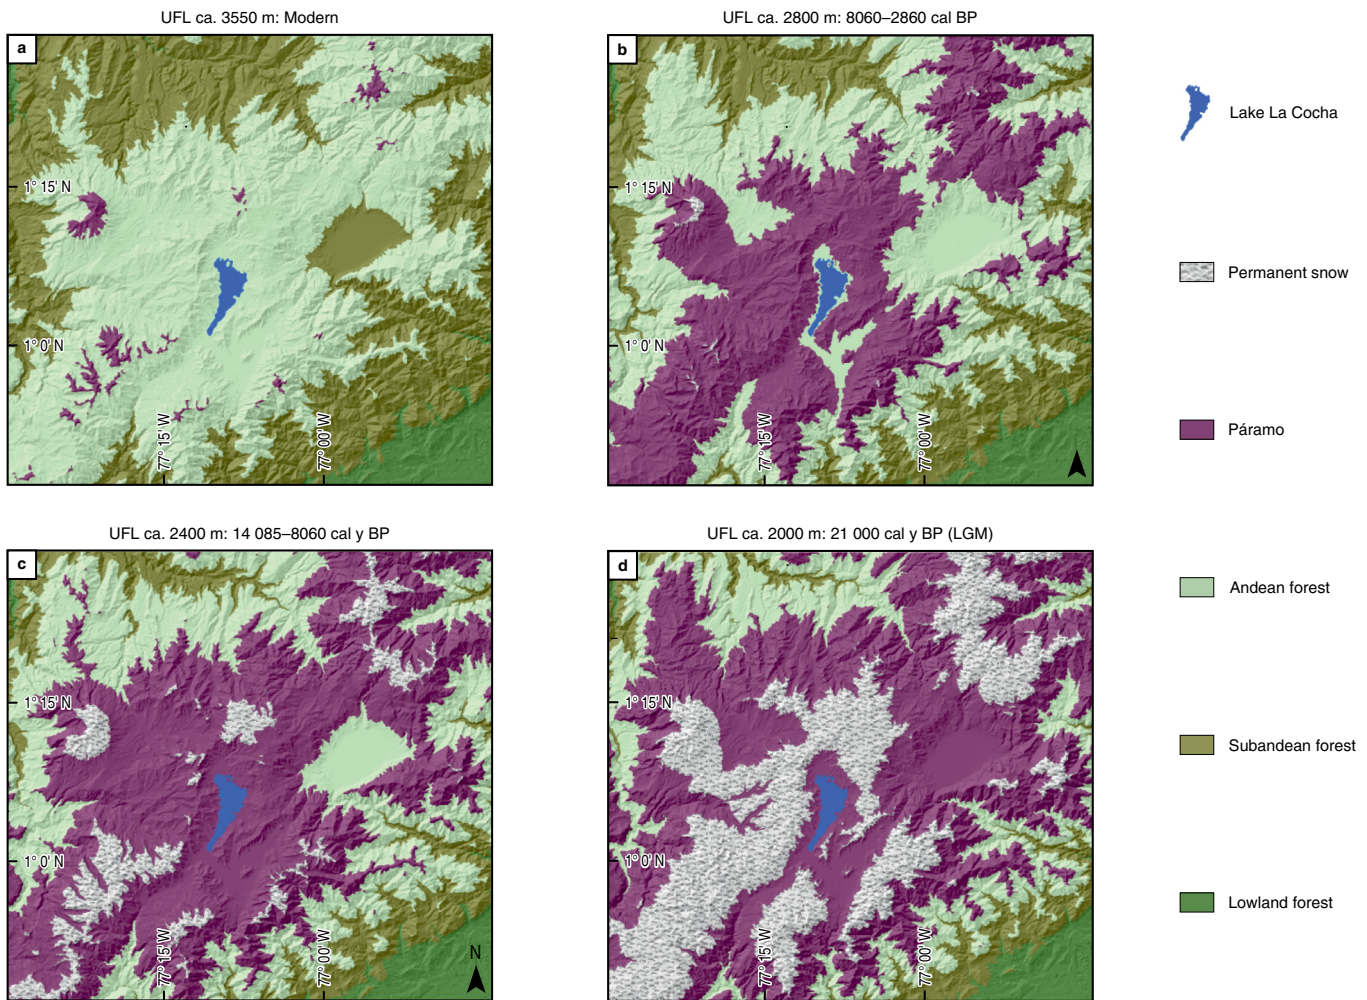 UFL ca. 3550 m: Modern
a
1° 15' N
1° 0' N
77° 15' W
77° 00' W
UFL ca. 2800 m: 8060–2860 cal BP
b
1° 15' N
1° 0' N
77° 15' W
77° 00' W
Lake La Cocha
Permanent snow
Páramo
Andean forest
Subandean forest
Lowland forest
UFL ca. 2400 m: 14 085–8060 cal y BP
c
1° 15' N
1° 0' N
77° 15' W
77° 00' W
N
UFL ca. 2000 m: 21 000 cal y BP (LGM)
d
1° 15' N
1° 0' N
77° 15' W
77° 00' W